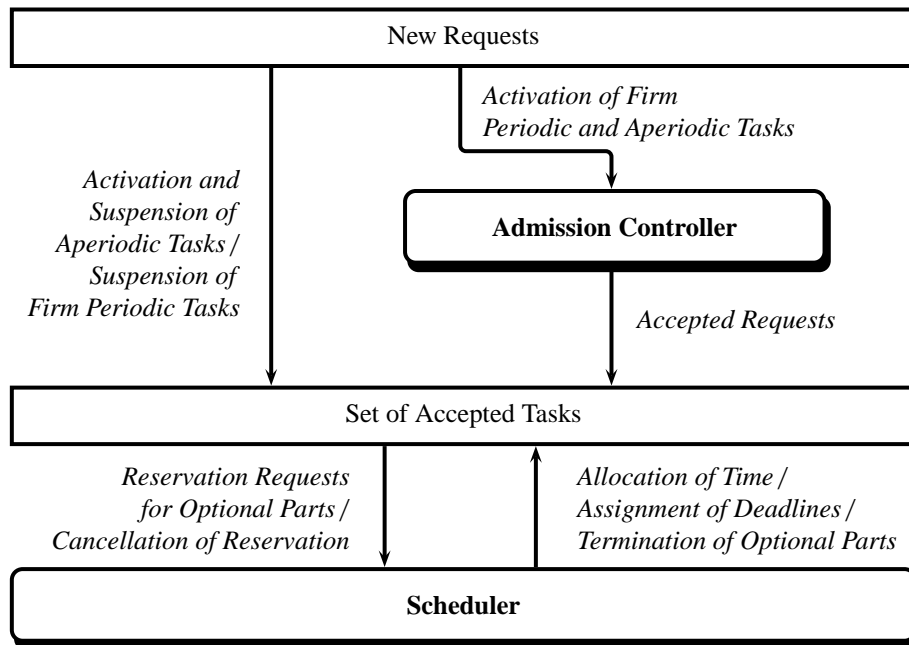 New Requests
Activation of Firm
Periodic and Aperiodic Tasks
Activation and
Suspension of
Aperiodic Tasks /
Suspension of
Firm Periodic Tasks
Admission Controller
Accepted Requests
Set of Accepted Tasks
Reservation Requests
for Optional Parts /
Cancellation of Reservation
Allocation of Time /
Assignment of Deadlines /
Termination of Optional Parts
Scheduler